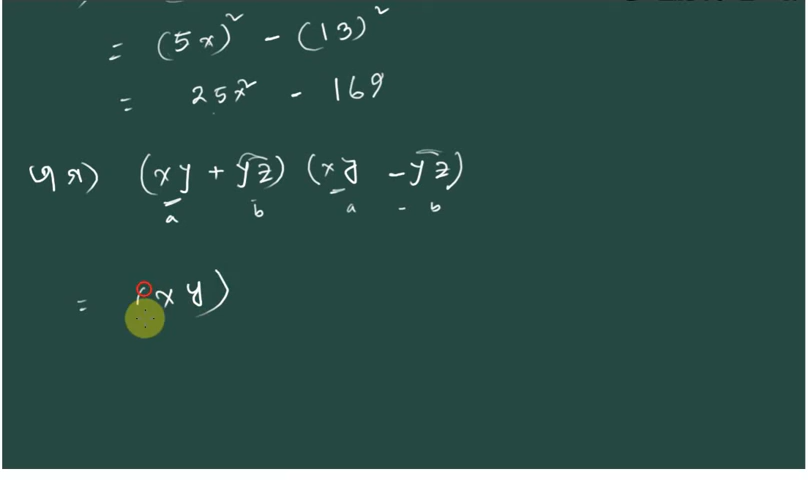 = (5x)² - (13)²
= 25x² - 169
(xy + yz) (xy - yz)
a b a - b
= (xy)